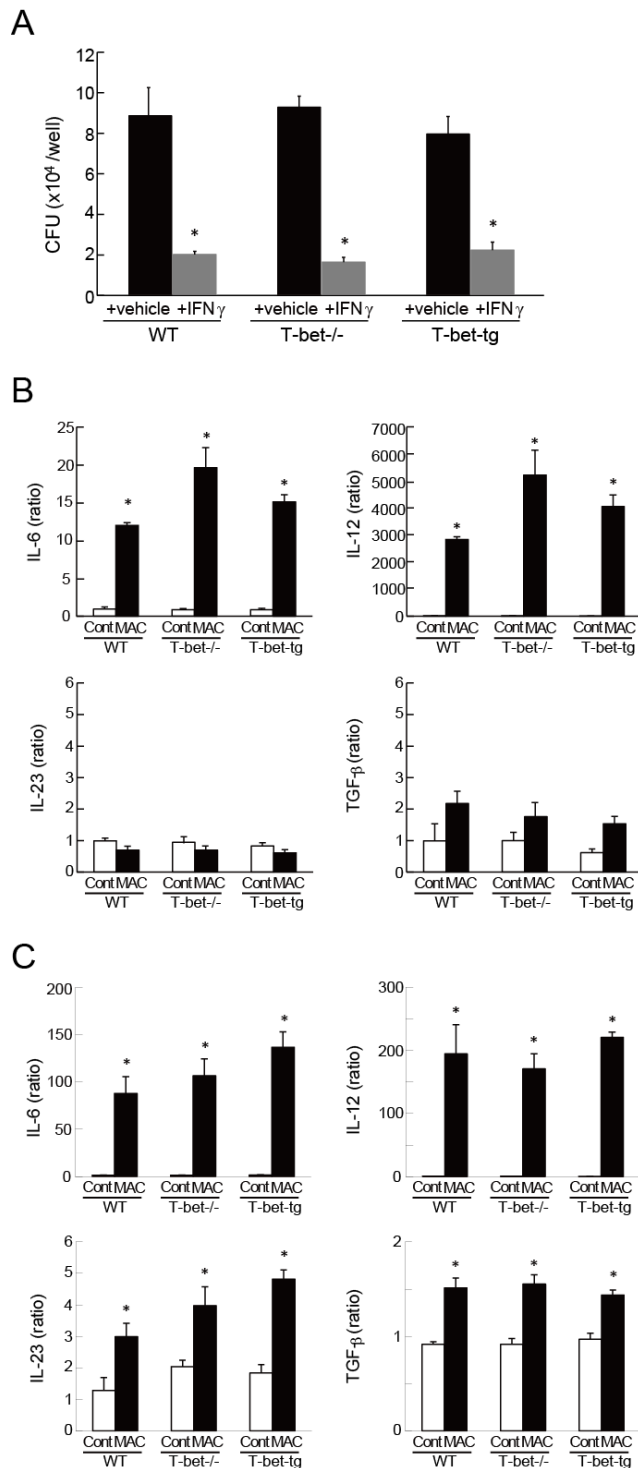 A
CFU (x10⁴ /well)
12
10
8
6
4
2
0
*
*
*
+vehicle +IFNγ +vehicle +IFNγ +vehicle +IFNγ
WT T-bet-/- T-bet-tg
B
IL-6 (ratio)
25
20
15
10
5
0
*
*
*
Cont MAC Cont MAC Cont MAC
WT T-bet-/- T-bet-tg
IL-12 (ratio)
7000
6000
5000
4000
3000
2000
1000
0
*
*
*
Cont MAC Cont MAC Cont MAC
WT T-bet-/- T-bet-tg
IL-23 (ratio)
6
5
4
3
2
1
0
Cont MAC Cont MAC Cont MAC
WT T-bet-/- T-bet-tg
TGF-β (ratio)
6
5
4
3
2
1
0
Cont MAC Cont MAC Cont MAC
WT T-bet-/- T-bet-tg
C
IL-6 (ratio)
200
150
100
50
0
*
*
*
Cont MAC Cont MAC Cont MAC
WT T-bet-/- T-bet-tg
IL-12 (ratio)
300
200
100
0
*
*
*
Cont MAC Cont MAC Cont MAC
WT T-bet-/- T-bet-tg
IL-23 (ratio)
6
5
4
3
2
1
0
*
*
*
Cont MAC Cont MAC Cont MAC
WT T-bet-/- T-bet-tg
TGF-β (ratio)
2
1
0
*
*
*
Cont MAC Cont MAC Cont MAC
WT T-bet-/- T-bet-tg